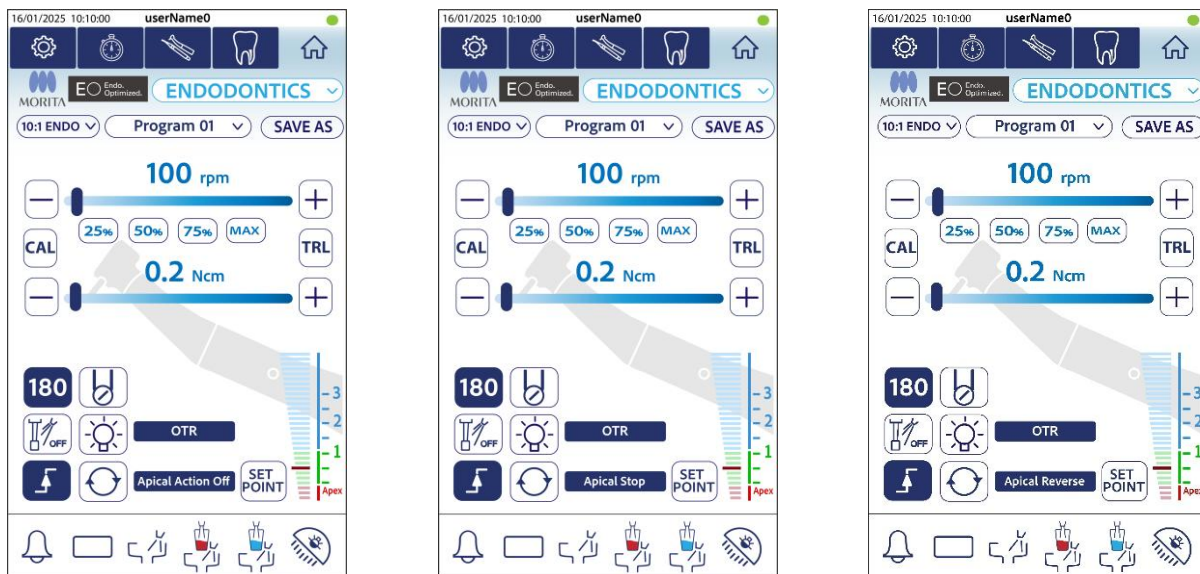 16/01/2025 10:10:00 userName0
MORITA EO Endo. Optimized. ENDODONTICS
10:1 ENDO Program 01 SAVE AS
100 rpm
25% 50% 75% MAX
CAL TRL
0.2 Ncm
180
3
2
OFF OTR
1
Apical Action Off SET POINT
Apex
16/01/2025 10:10:00 userName0
MORITA EO Endo. Optimized. ENDODONTICS
10:1 ENDO Program 01 SAVE AS
100 rpm
25% 50% 75% MAX
CAL TRL
0.2 Ncm
180
3
2
OFF OTR
1
Apical Stop SET POINT
Apex
16/01/2025 10:10:00 userName0
MORITA EO Endo. Optimized. ENDODONTICS
10:1 ENDO Program 01 SAVE AS
100 rpm
25% 50% 75% MAX
CAL TRL
0.2 Ncm
180
3
2
OFF OTR
1
Apical Reverse SET POINT
Apex